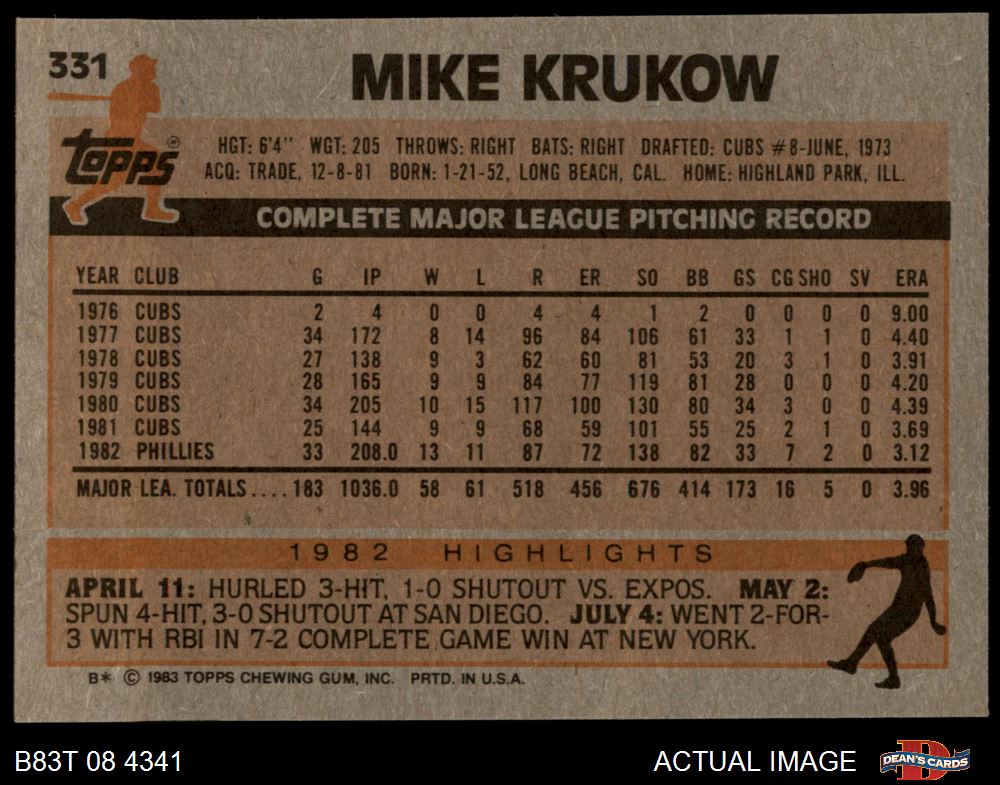 331
MIKE KRUKOW
Topps®
HGT: 6'4" WGT: 205 THROWS: RIGHT BATS: RIGHT DRAFTED: CUBS #8-JUNE, 1973
ACQ: TRADE, 12-8-81 BORN: 1-21-52, LONG BEACH, CAL. HOME: HIGHLAND PARK, ILL.
COMPLETE MAJOR LEAGUE PITCHING RECORD
YEAR CLUB G IP W L R ER SO BB GS CG SHO SV ERA
1976 CUBS 2 4 0 0 4 4 1 2 0 0 0 0 9.00
1977 CUBS 34 172 8 14 96 84 106 61 33 1 1 0 4.40
1978 CUBS 27 138 9 3 62 60 81 53 20 3 1 0 3.91
1979 CUBS 28 165 9 9 84 77 119 81 28 0 0 0 4.20
1980 CUBS 34 205 10 15 117 100 130 80 34 3 0 0 4.39
1981 CUBS 25 144 9 9 68 59 101 55 25 2 1 0 3.69
1982 PHILLIES 33 208.0 13 11 87 72 138 82 33 7 2 0 3.12
MAJOR LEA. TOTALS.... 183 1036.0 58 61 518 456 676 414 173 16 5 0 3.96
1982 HIGHLIGHTS
APRIL 11: HURLED 3-HIT, 1-0 SHUTOUT VS. EXPOS. MAY 2:
SPUN 4-HIT, 3-0 SHUTOUT AT SAN DIEGO. JULY 4: WENT 2-FOR-
3 WITH RBI IN 7-2 COMPLETE GAME WIN AT NEW YORK.
B* © 1983 TOPPS CHEWING GUM, INC. PRTD. IN U.S.A.
B83T 08 4341
ACTUAL IMAGE
D
DEAN'S CARDS